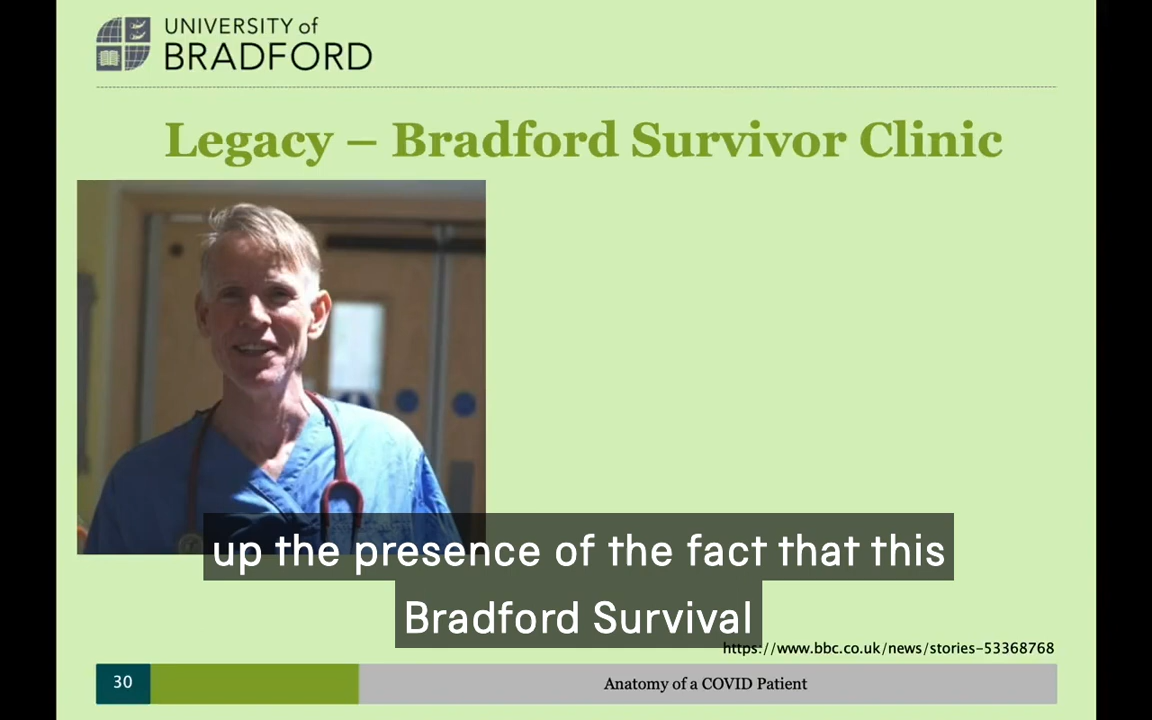 UNIVERSITY of
BRADFORD
Legacy – Bradford Survivor Clinic
up the presence of the fact that this
Bradford Survival
https://www.bbc.co.uk/news/stories-53368768
30
Anatomy of a COVID Patient